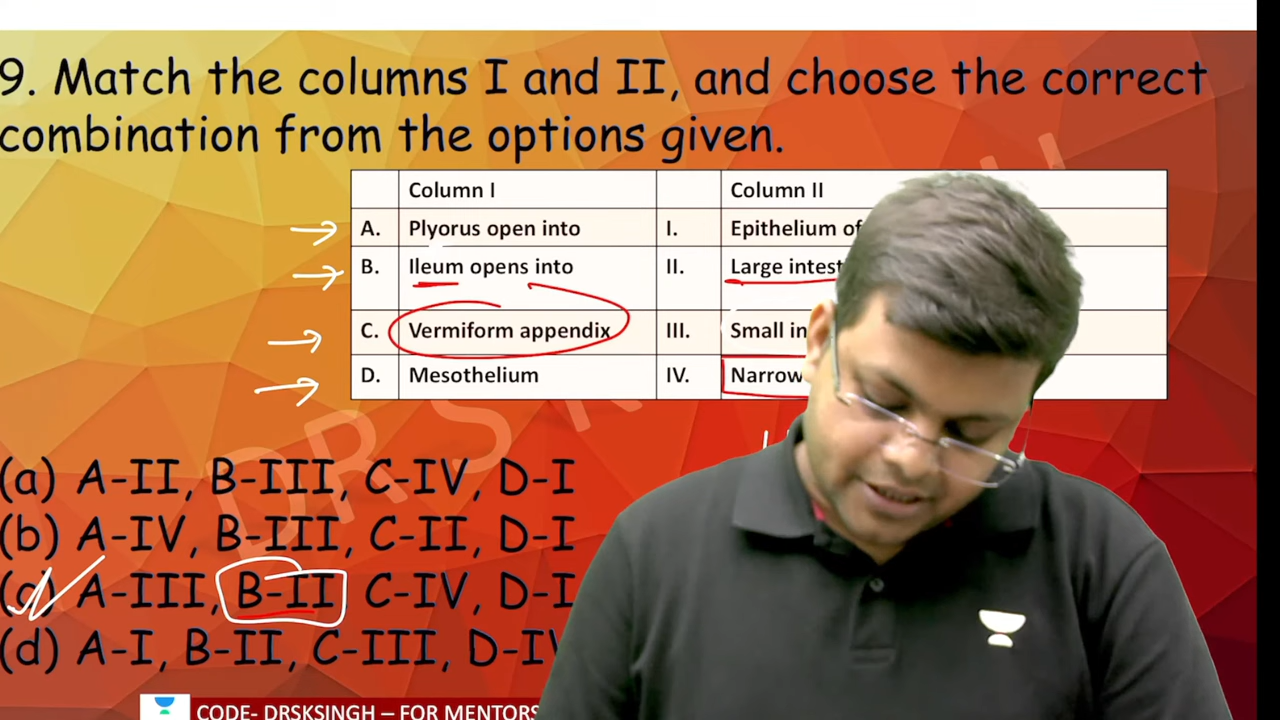 9. Match the columns I and II, and choose the correct
combination from the options given.
Column I Column II
A. Plyorus open into I. Epithelium of
B. Ileum opens into II. Large
C. Vermiform appendix III. Small
D. Mesothelium IV. Narrow
(a) A-II, B-III, C-IV, D-I
(b) A-IV, B-III, C-II, D-I
(c) A-III, B-II C-IV, D-I
(d) A-I, B-II, C-III, D-IV
DR S K
CODE- DRSKSINGH – FOR MENTORS